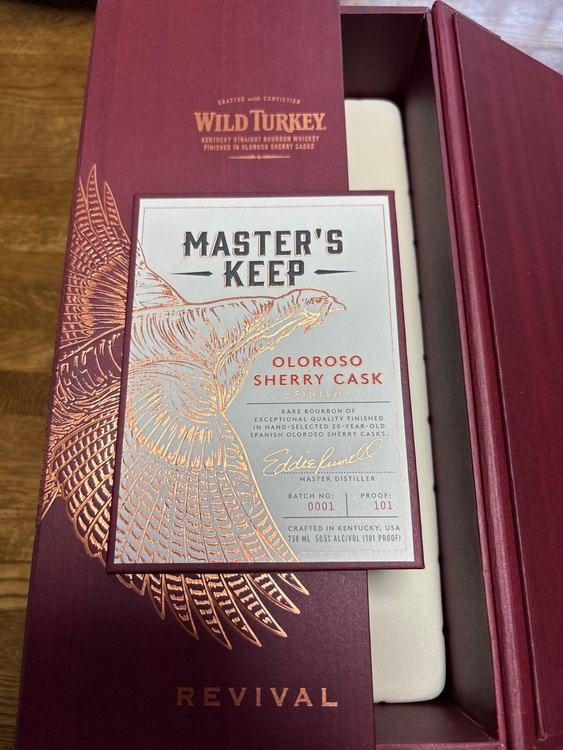 CRAFTED with CONVICTION
WILD TURKEY.
KENTUCKY STRAIGHT BOURBON WHISKEY
FINISHED IN OLOROSO SHERRY CASKS
MASTER'S
KEEP
OLOROSO
SHERRY CASK
FINISH
RARE BOURBON OF
EXCEPTIONAL QUALITY FINISHED
IN HAND-SELECTED 20-YEAR-OLD
SPANISH OLOROSO SHERRY CASKS.
Eddie Russell
MASTER DISTILLER
BATCH NO: PROOF:
0001 101
CRAFTED IN KENTUCKY, USA
750 ML 50.5% ALC/VOL (101 PROOF)
REVIVAL